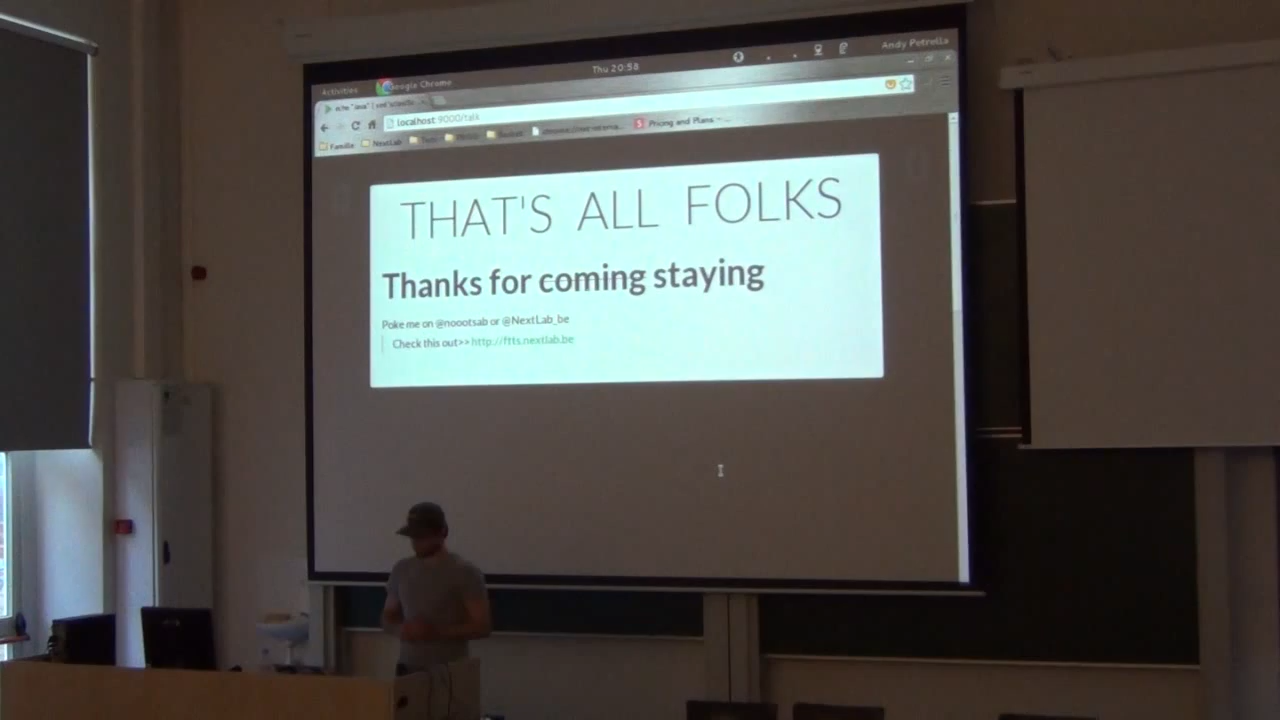 Activities
Google Chrome
Thu 20:58
Andy Petrella
localhost:9000/talk
Famille
NextLab
Pricing and Plans
THAT'S ALL FOLKS
Thanks for coming staying
Poke me on @noootsab or @NextLab_be
Check this out>> http://ftts.nextlab.be